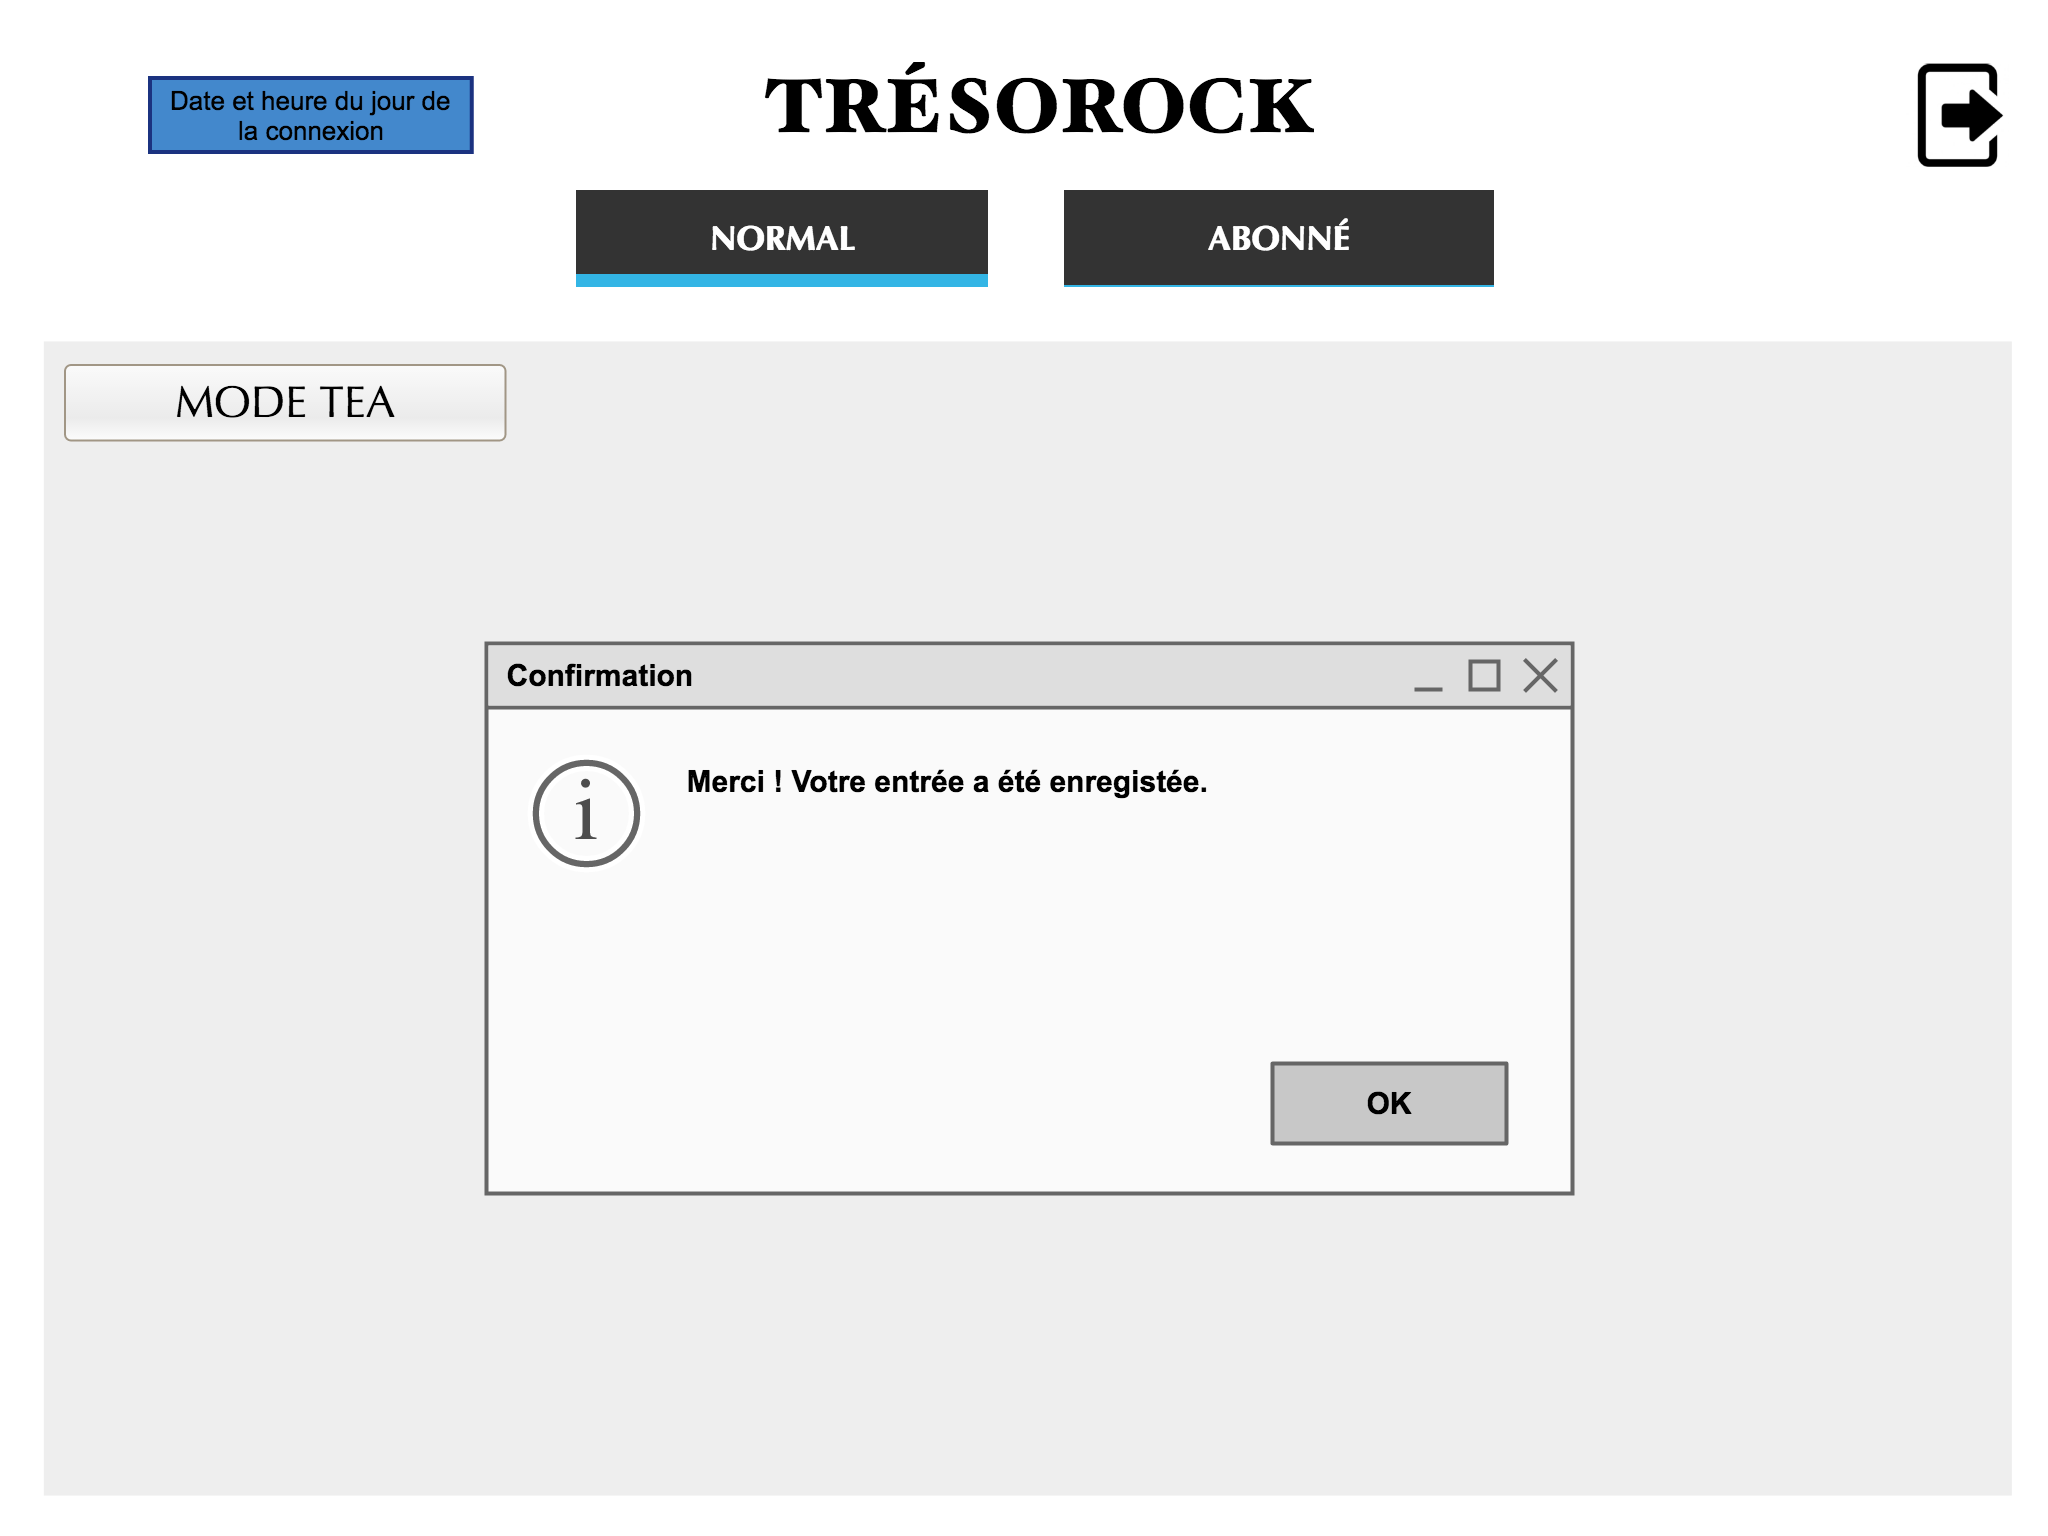 Date et heure du jour de
la connexion
TRÉSOROCK
NORMAL
ABONNÉ
MODE TEA
Confirmation
i
Merci ! Votre entrée a été enregistée.
OK